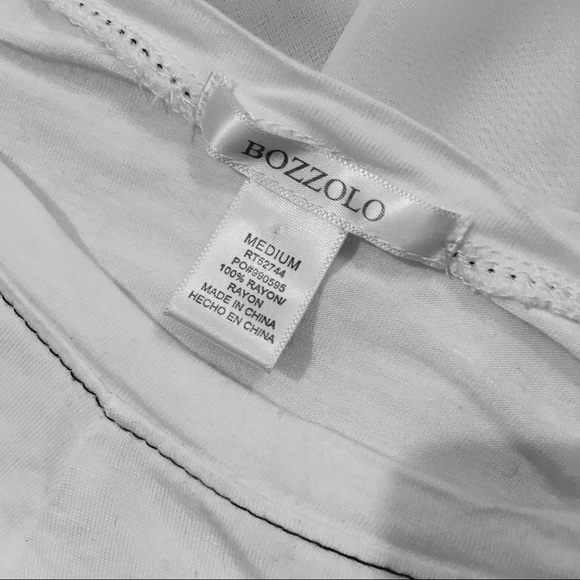 BOZZOLO
MEDIUM
RT52744
PO#990595
100% RAYON/
RAYON
MADE IN CHINA
HECHO EN CHINA